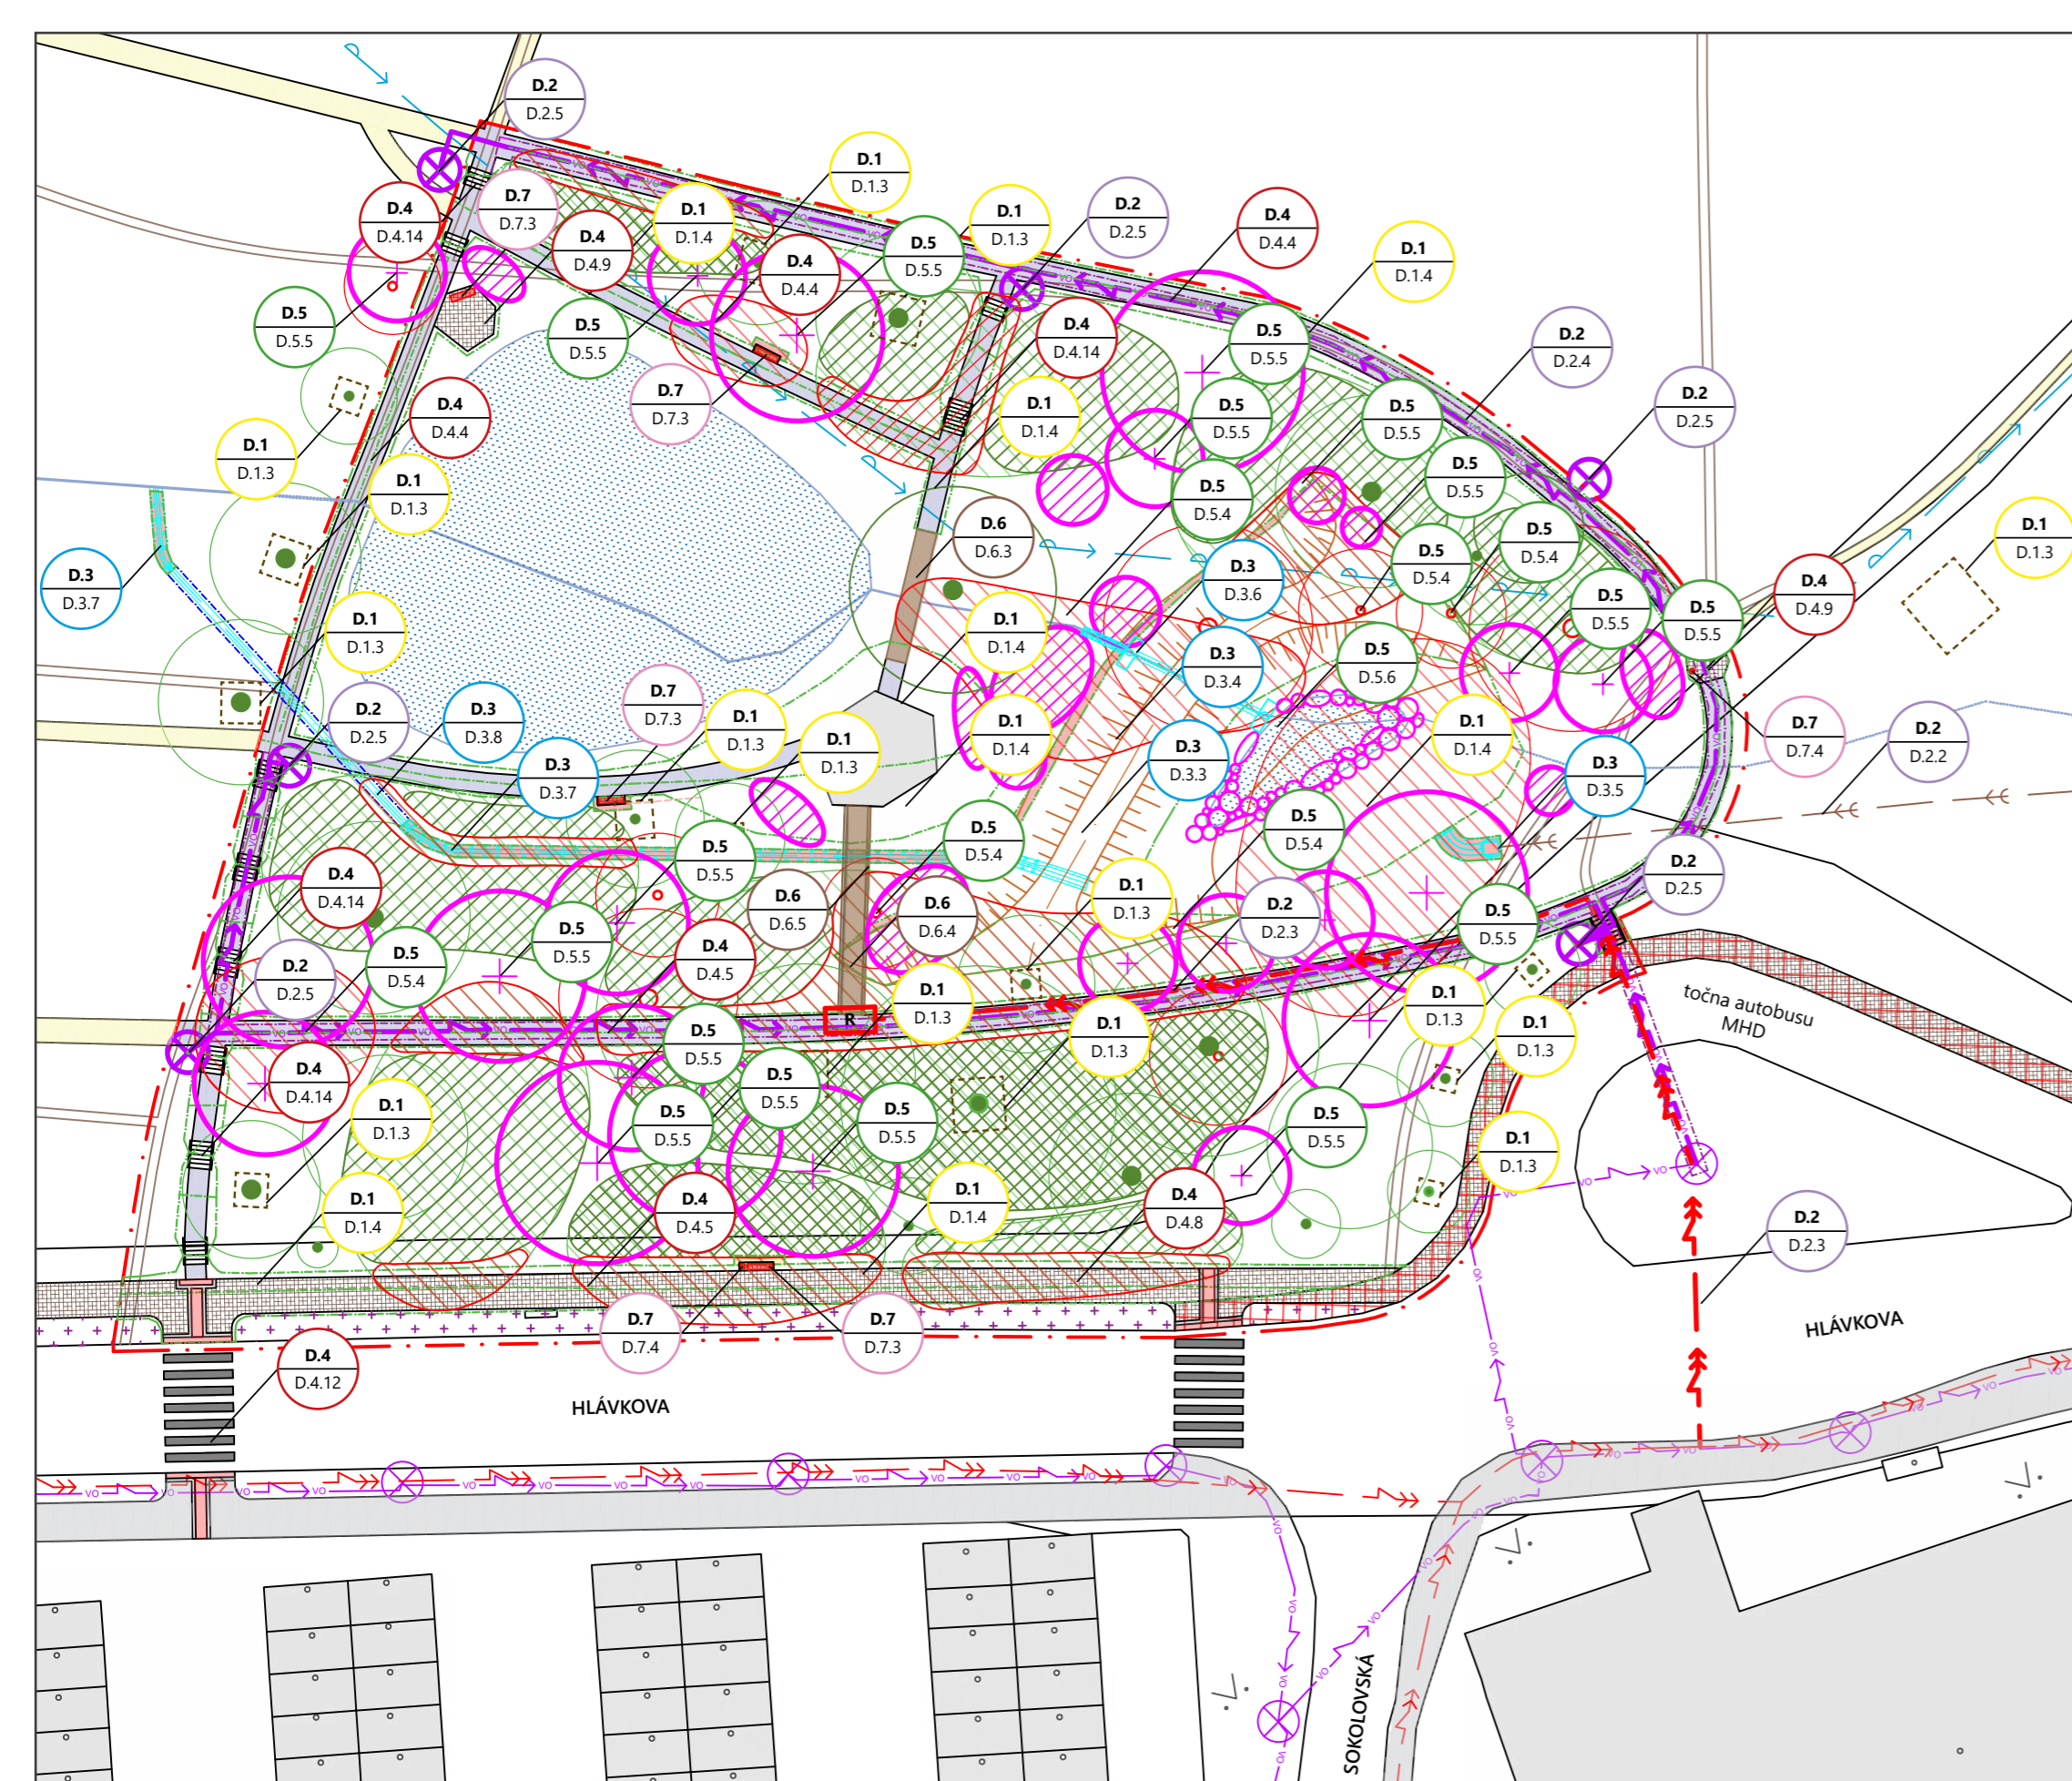 D.2
D.2.5
D.1
D.1.3
D.4
D.4.14
D.7
D.7.3
D.1
D.1.4
D.4
D.4.9
D.4
D.4.4
D.5
D.5.5
D.1
D.1.3
D.2
D.2.5
D.4
D.4.4
D.1
D.1.4
D.5
D.5.5
D.5
D.5.5
D.4
D.4.14
D.5
D.5.5
D.2
D.2.4
D.7
D.7.3
D.4
D.4.4
D.1
D.1.4
D.5
D.5.5
D.5
D.5.5
D.2
D.2.5
D.1
D.1.3
D.1
D.1.3
D.5
D.5.4
D.5
D.5.5
D.6
D.6.3
D.5
D.5.4
D.1
D.1.3
D.3
D.3.7
D.3
D.3.6
D.5
D.5.4
D.5
D.5.5
D.5
D.5.5
D.4
D.4.9
D.1
D.1.3
D.1
D.1.4
D.3
D.3.4
D.5
D.5.6
D.2
D.2.5
D.3
D.3.8
D.7
D.7.3
D.1
D.1.3
D.1
D.1.3
D.1
D.1.4
D.3
D.3.3
D.1
D.1.4
D.7
D.7.4
D.2
D.2.2
D.3
D.3.7
D.3
D.3.5
D.5
D.5.5
D.5
D.5.4
D.5
D.5.4
D.4
D.4.14
D.2
D.2.5
D.6
D.6.5
D.6
D.6.4
D.1
D.1.3
D.2
D.2.3
D.5
D.5.5
D.5
D.5.5
D.4
D.4.5
D.2
D.2.5
D.5
D.5.4
R
D.1
D.1.3
D.1
D.1.3
D.1
D.1.3
D.1
D.1.3
točna autobusu
MHD
D.5
D.5.5
D.5
D.5.5
D.4
D.4.14
D.1
D.1.3
D.5
D.5.5
D.5
D.5.5
D.5
D.5.5
D.1
D.1.3
D.1
D.1.4
D.4
D.4.5
D.1
D.1.4
D.4
D.4.8
D.2
D.2.3
D.7
D.7.4
D.7
D.7.3
HLÁVKOVA
D.4
D.4.12
HLÁVKOVA
SOKOLOVSKÁ